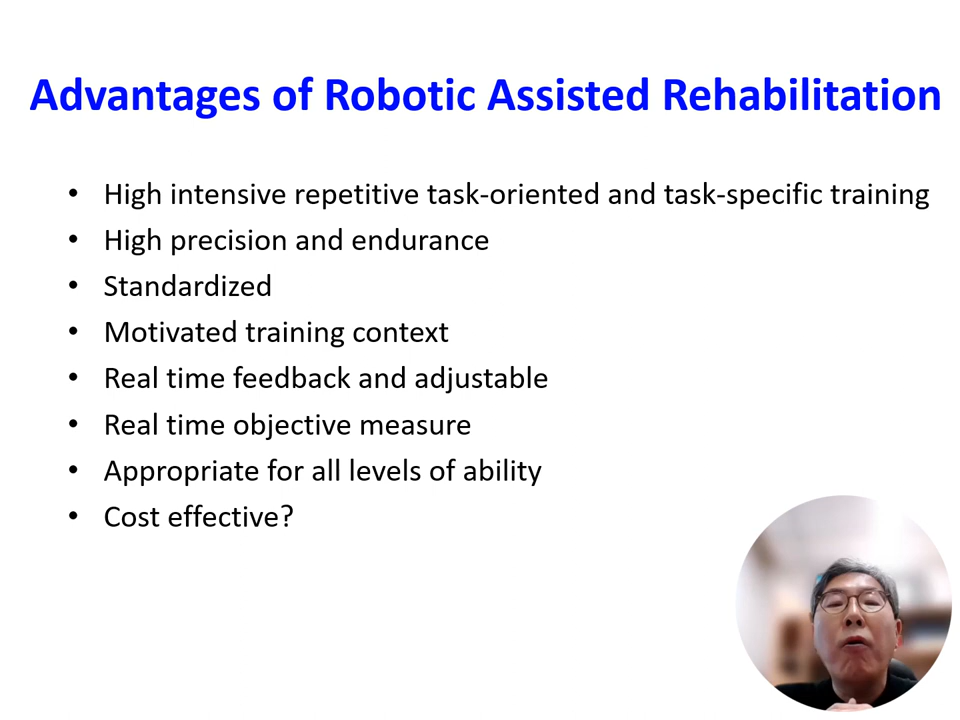 Advantages of Robotic Assisted Rehabilitation
• High intensive repetitive task-oriented and task-specific training
• High precision and endurance
• Standardized
• Motivated training context
• Real time feedback and adjustable
• Real time objective measure
• Appropriate for all levels of ability
• Cost effective?